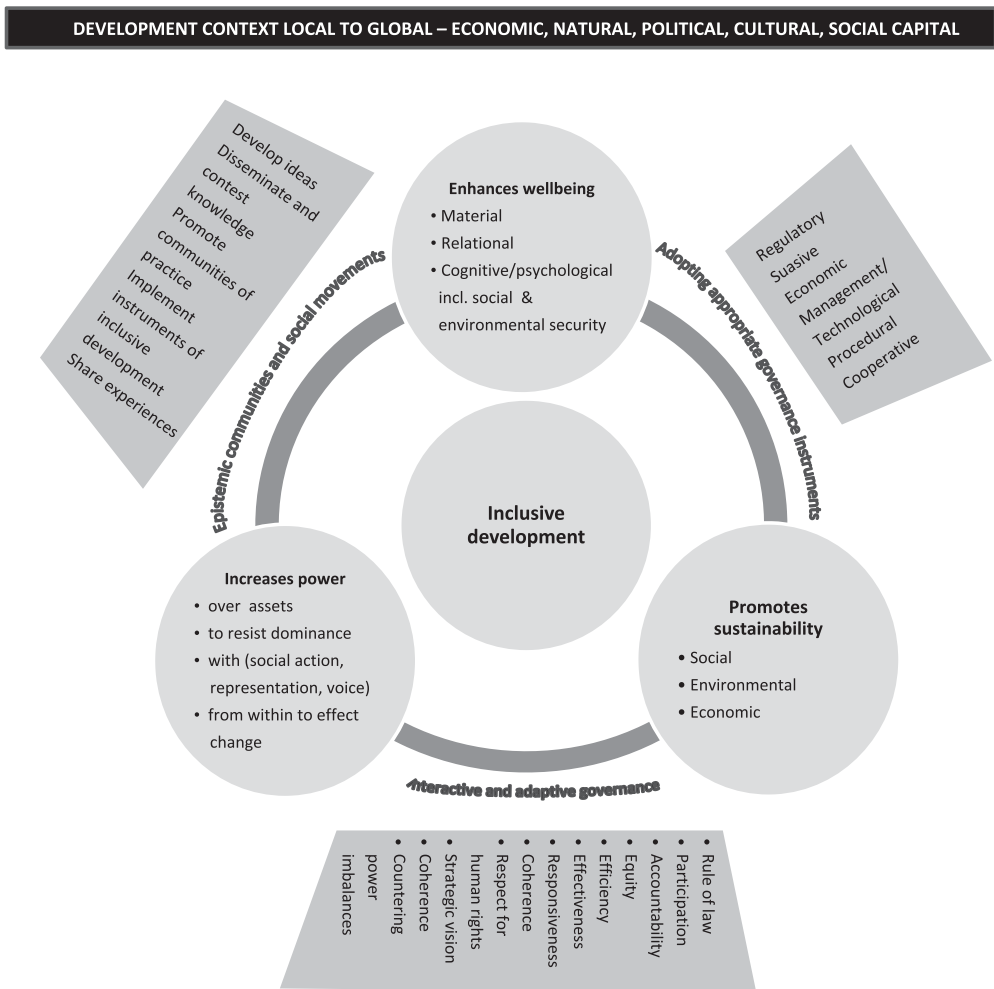 DEVELOPMENT CONTEXT LOCAL TO GLOBAL – ECONOMIC, NATURAL, POLITICAL, CULTURAL, SOCIAL CAPITAL
Develop ideas
Disseminate and
contest
knowledge
Promote
communities of
practice
Implement
instruments of
inclusive
development
Share experiences
Epistemic communities and social movements
Enhances wellbeing
• Material
• Relational
• Cognitive/psychological
incl. social &
environmental security
Adopting appropriate governance instruments
Regulatory
Suasive
Economic
Management/
Technological
Procedural
Cooperative
Inclusive
development
Increases power
• over assets
• to resist dominance
• with (social action,
representation, voice)
• from within to effect
change
Promotes
sustainability
• Social
• Environmental
• Economic
Interactive and adaptive governance
• Rule of law
• Participation
• Accountability
• Equity
• Efficiency
• Effectiveness
• Responsiveness
• Coherence
• Respect for
human rights
• Strategic vision
• Coherence
• Countering
power
imbalances